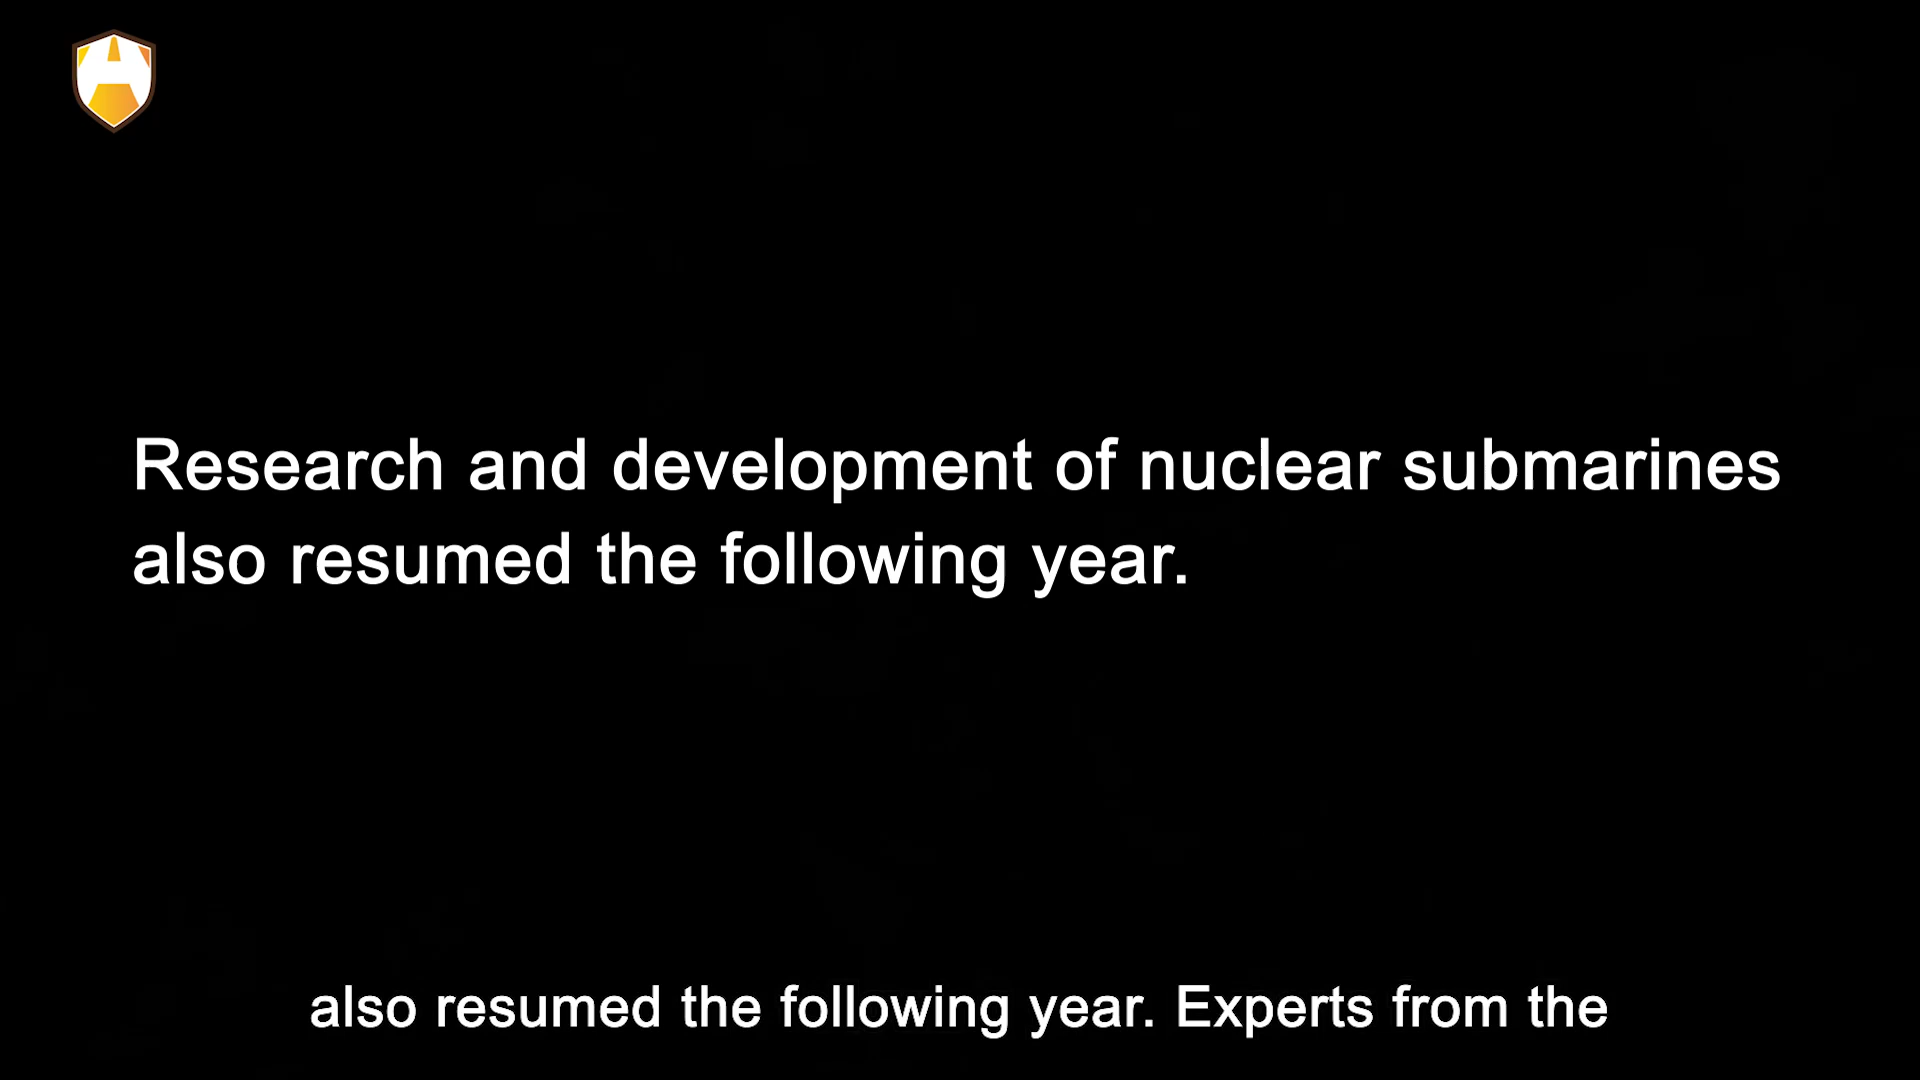 Research and development of nuclear submarines
also resumed the following year.
also resumed the following year. Experts from the